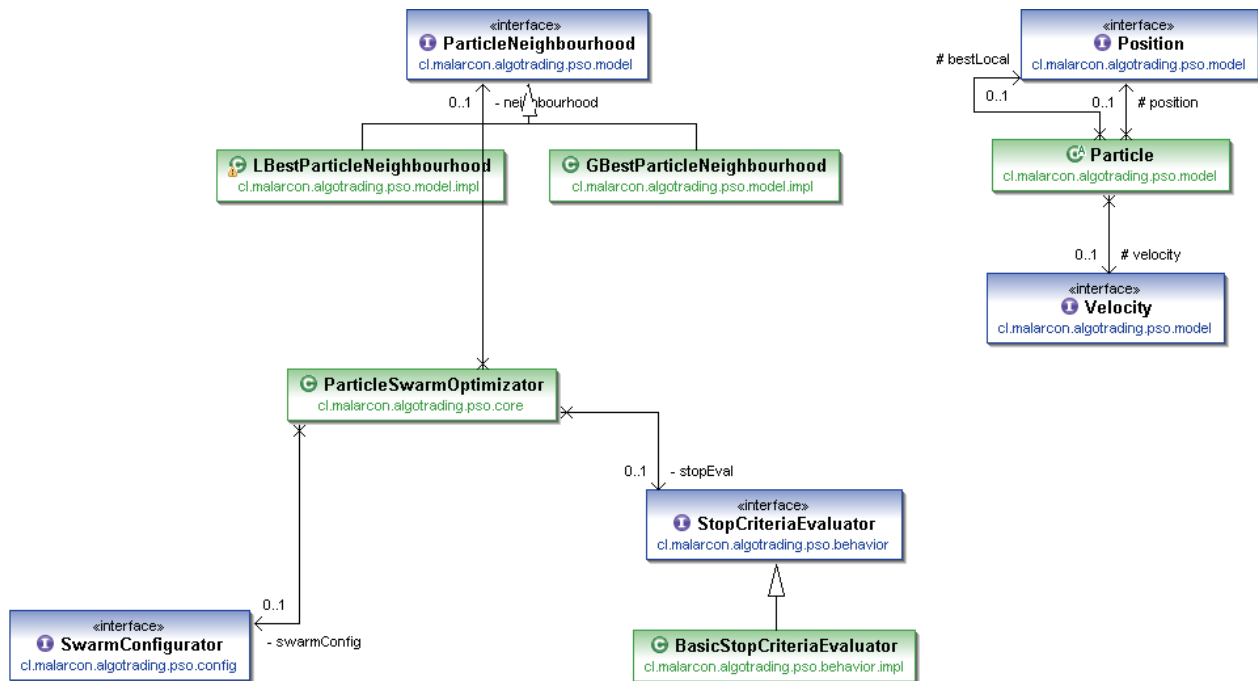 «interface»
ParticleNeighbourhood
cl.malarcon.algotrading.pso.model
0..1
- neighbourhood
LBestParticleNeighbourhood
cl.malarcon.algotrading.pso.model.impl
GBestParticleNeighbourhood
cl.malarcon.algotrading.pso.model.impl
«interface»
Position
cl.malarcon.algotrading.pso.model
# bestLocal
0..1
0..1
# position
Particle
cl.malarcon.algotrading.pso.model
0..1
# velocity
«interface»
Velocity
cl.malarcon.algotrading.pso.model
ParticleSwarmOptimizator
cl.malarcon.algotrading.pso.core
0..1
- stopEval
«interface»
StopCriteriaEvaluator
cl.malarcon.algotrading.pso.behavior
0..1
- swarmConfig
«interface»
SwarmConfigurator
cl.malarcon.algotrading.pso.config
BasicStopCriteriaEvaluator
cl.malarcon.algotrading.pso.behavior.impl